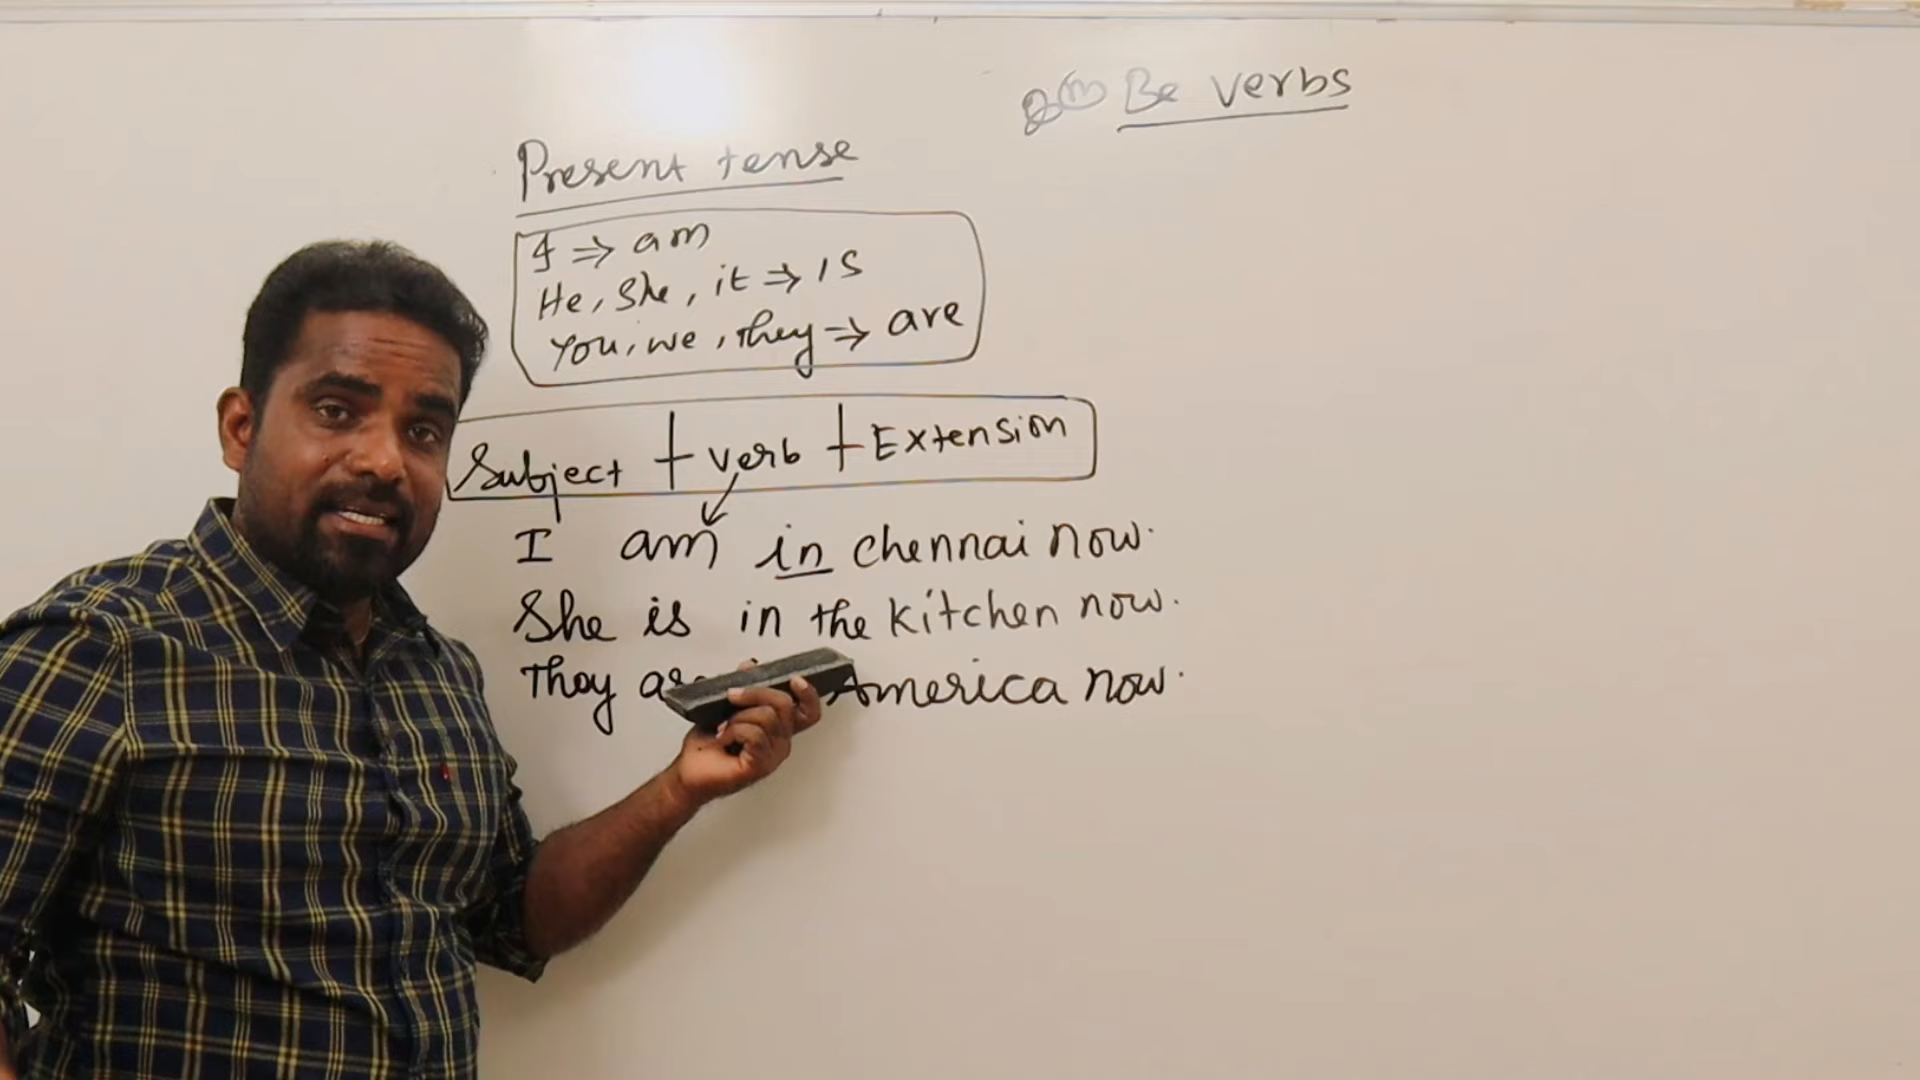 Be verbs
Present tense
I ⇒ am
He, She, it ⇒ is
You, we, they ⇒ are
Subject + verb + Extension
I am in chennai now.
She is in the kitchen now.
They America now.